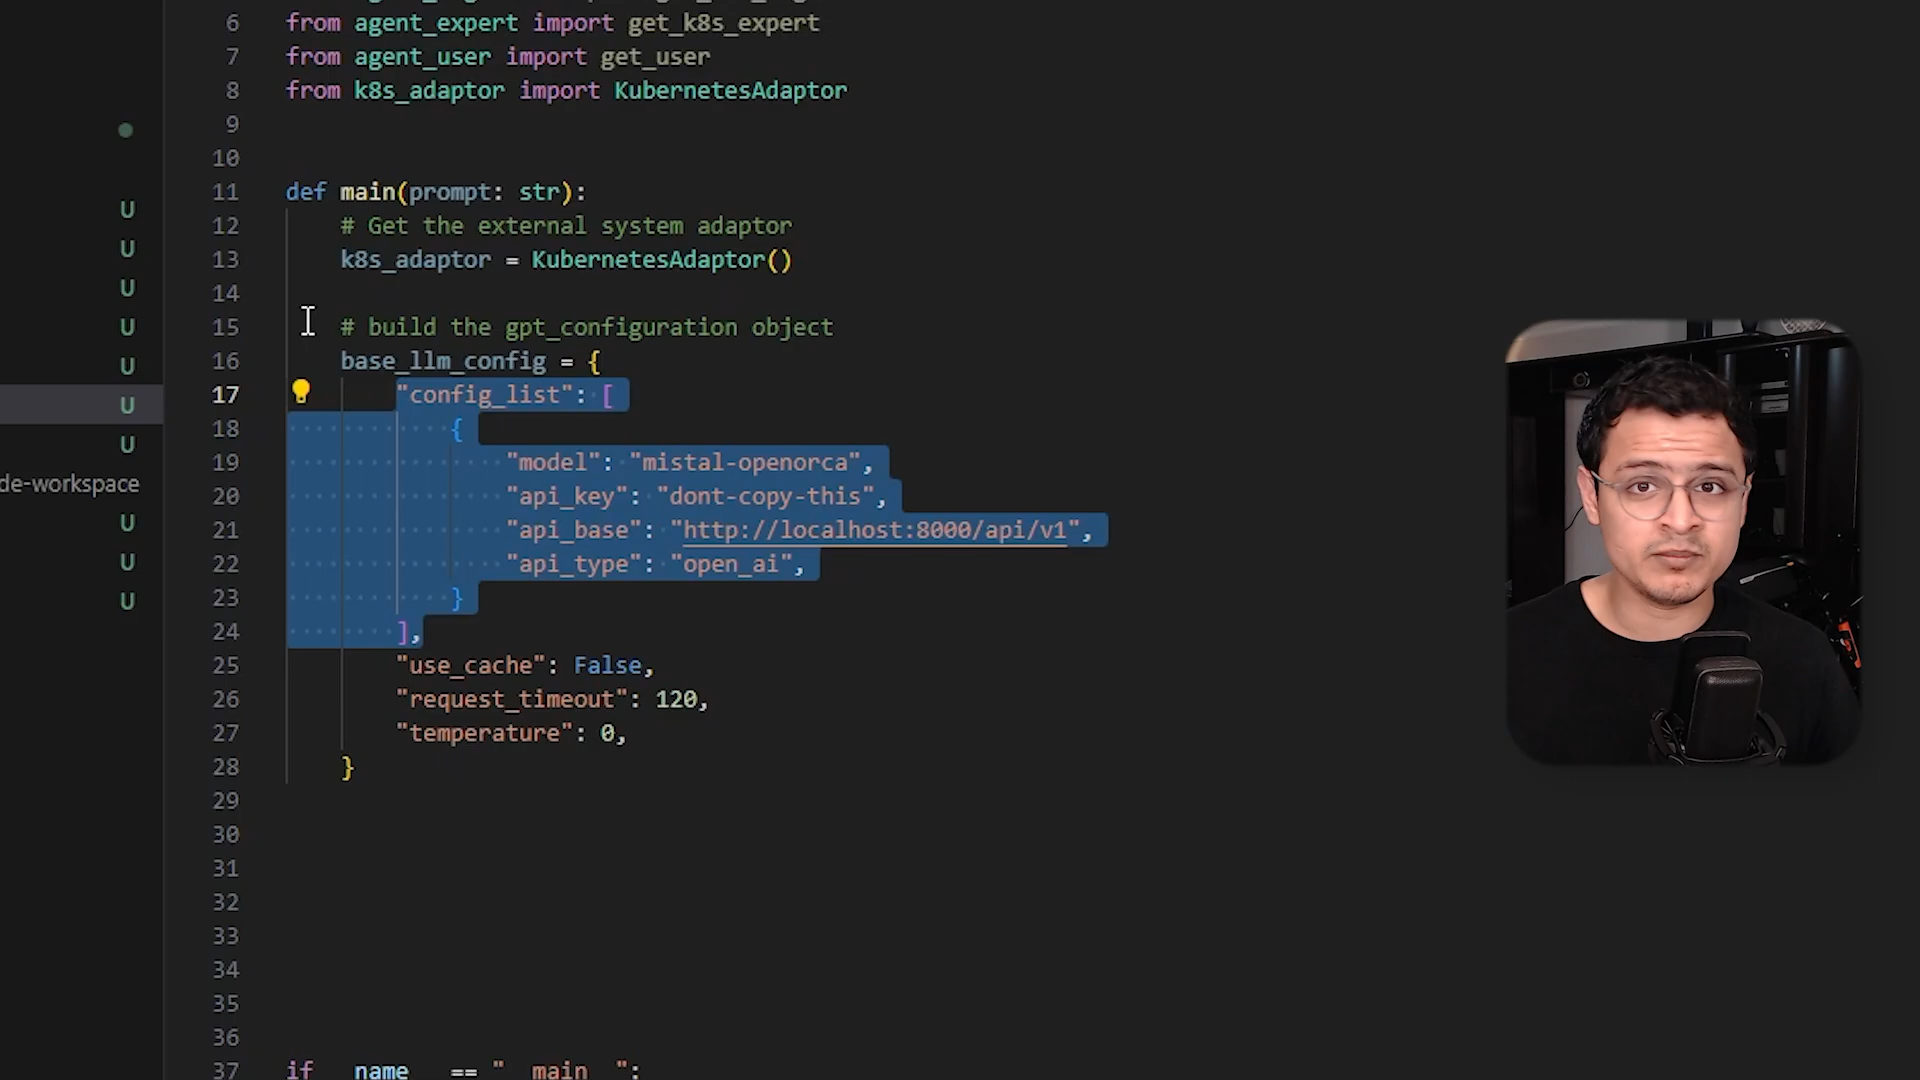 6 from agent_expert import get_k8s_expert
7 from agent_user import get_user
8 from k8s_adaptor import KubernetesAdaptor
9
10
11 def main(prompt: str):
12 # Get the external system adaptor
13 k8s_adaptor = KubernetesAdaptor()
14
15 # build the gpt_configuration object
16 base_llm_config = {
17 "config_list": [
18 {
19 "model": "mistal-openorca",
20 "api_key": "dont-copy-this",
21 "api_base": "http://localhost:8000/api/v1",
22 "api_type": "open_ai",
23 }
24 ],
25 "use_cache": False,
26 "request_timeout": 120,
27 "temperature": 0,
28 }
29
30
31
32
33
34
35
36
37 if __name__ == "__main__":
U
U
U
U
U
U
U
de-workspace
U
U
U